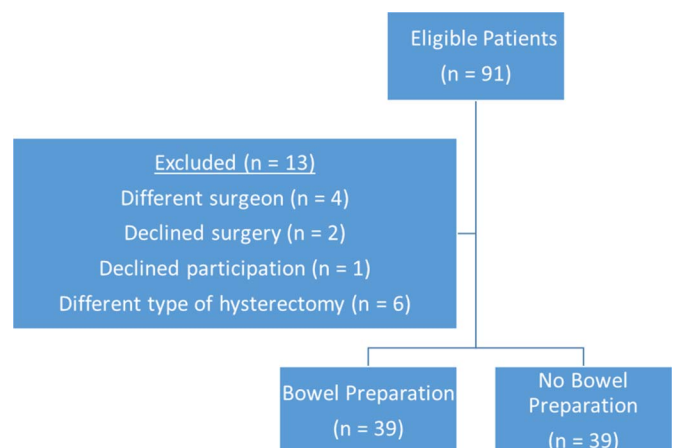 Eligible Patients
(n = 91)
Excluded (n = 13)
Different surgeon (n = 4)
Declined surgery (n = 2)
Declined participation (n = 1)
Different type of hysterectomy (n = 6)
Bowel Preparation
(n = 39)
No Bowel
Preparation
(n = 39)